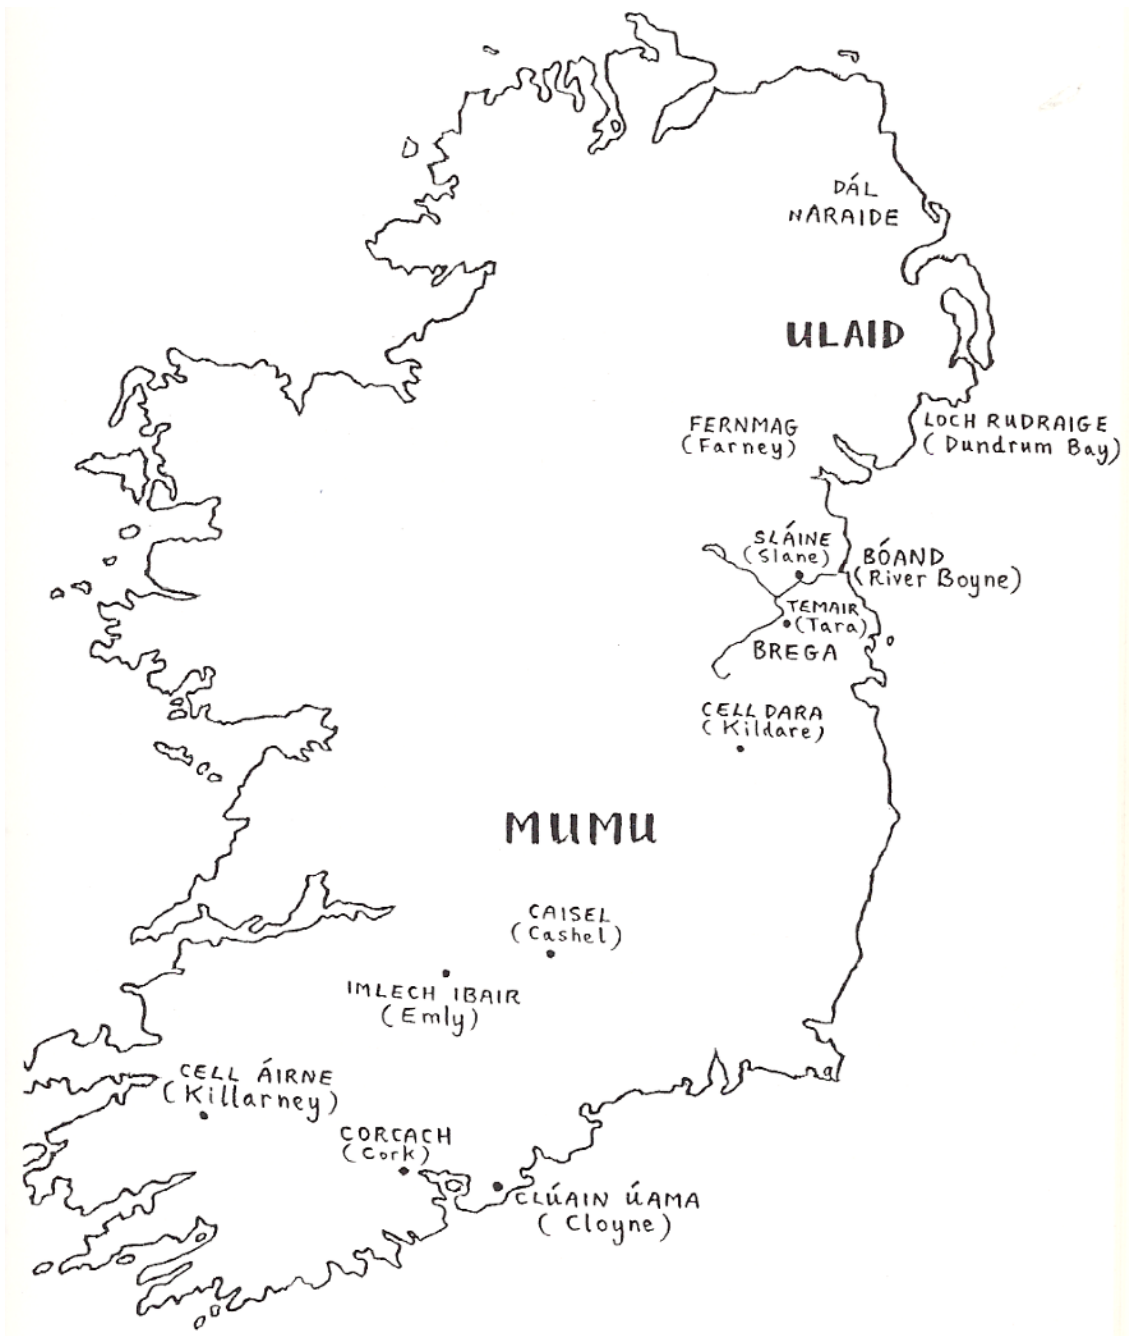 DÁL
NARAIDE
ULAID
FERNMAG
(Farney)
LOCH RUDRAIGE
(Dundrum Bay)
SLÁINE
(Slane)
BÓAND
(River Boyne)
TEMAIR
(Tara)
BREGA
CELL DARA
(Kildare)
MUMU
CAISEL
(Cashel)
IMLECH IBAIR
(Emly)
CELL ÁIRNE
(Killarney)
CORCACH
(Cork)
CLÚAIN ÚAMA
(Cloyne)